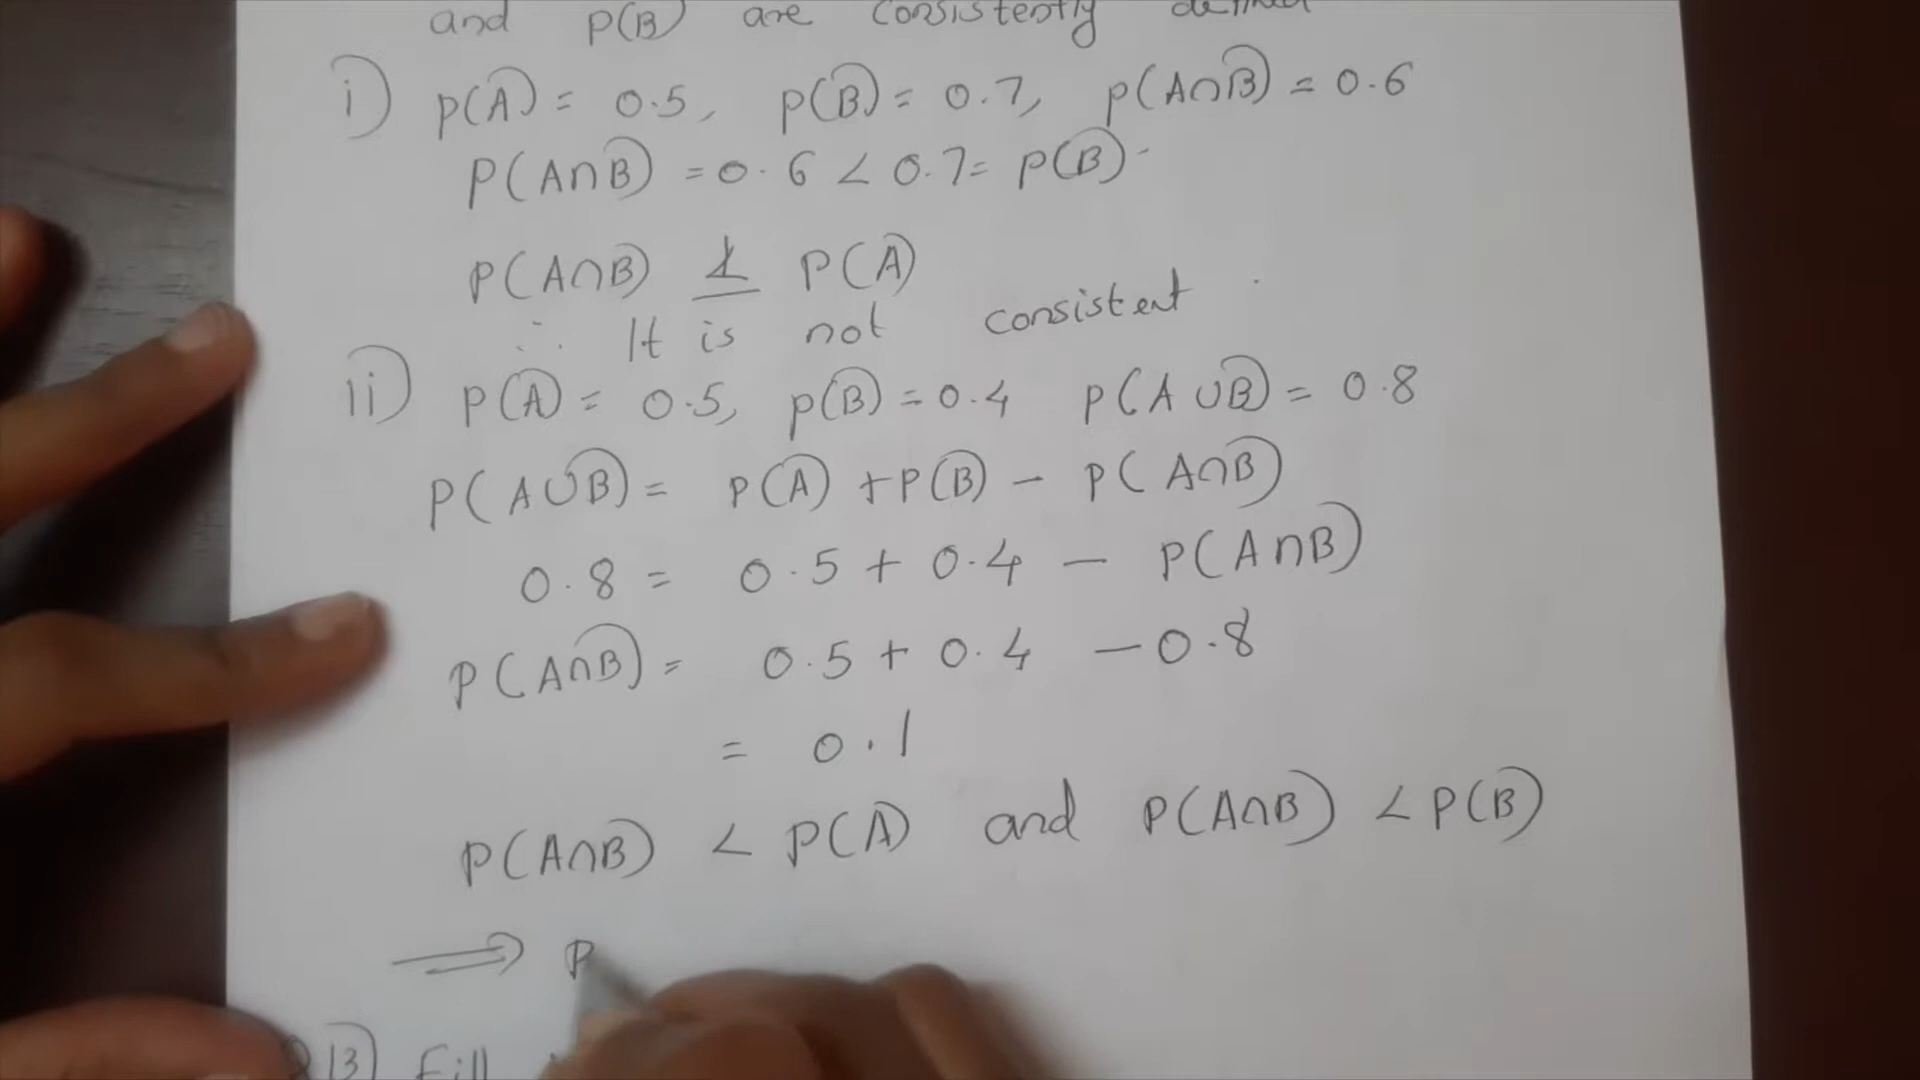 and P(B) are consistently defined
i) P(A) = 0.5, P(B) = 0.7, P(A∩B) = 0.6
P(A∩B) = 0.6 < 0.7 = P(B)
P(A∩B) ≰ P(A)
∴ It is not consistent
ii) P(A) = 0.5, P(B) = 0.4 P(A∪B) = 0.8
P(A∪B) = P(A) + P(B) - P(A∩B)
0.8 = 0.5 + 0.4 - P(A∩B)
P(A∩B) = 0.5 + 0.4 - 0.8
= 0.1
P(A∩B) < P(A) and P(A∩B) < P(B)
⟹ P
13) Fill